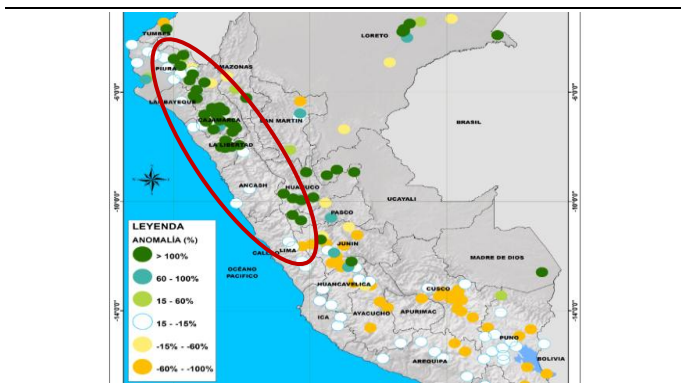 TUMBES
LORETO
PIURA
AMAZONAS
LAMBAYEQUE
CAJAMARCA
SAN MARTIN
BRASIL
LA LIBERTAD
ANCASH
HUANUCO
UCAYALI
PASCO
LIMA
JUNIN
CALLAO
MADRE DE DIOS
OCÉANO
PACIFICO
HUANCAVELICA
CUSCO
ICA
AYACUCHO
APURIMAC
PUNO
AREQUIPA
BOLIVIA
LEYENDA
ANOMALÍA (%)
> 100%
60 - 100%
15 - 60%
15 - -15%
-15% - -60%
-60% - -100%